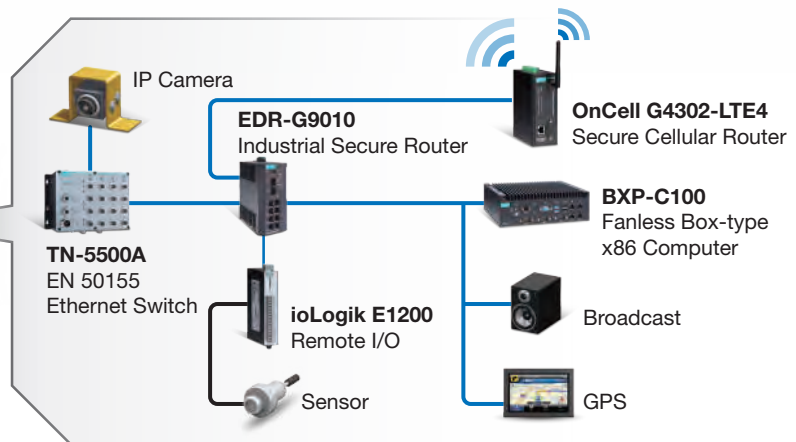 IP Camera
EDR-G9010
Industrial Secure Router
OnCell G4302-LTE4
Secure Cellular Router
TN-5500A
EN 50155
Ethernet Switch
BXP-C100
Fanless Box-type
x86 Computer
ioLogik E1200
Remote I/O
Broadcast
Sensor
GPS